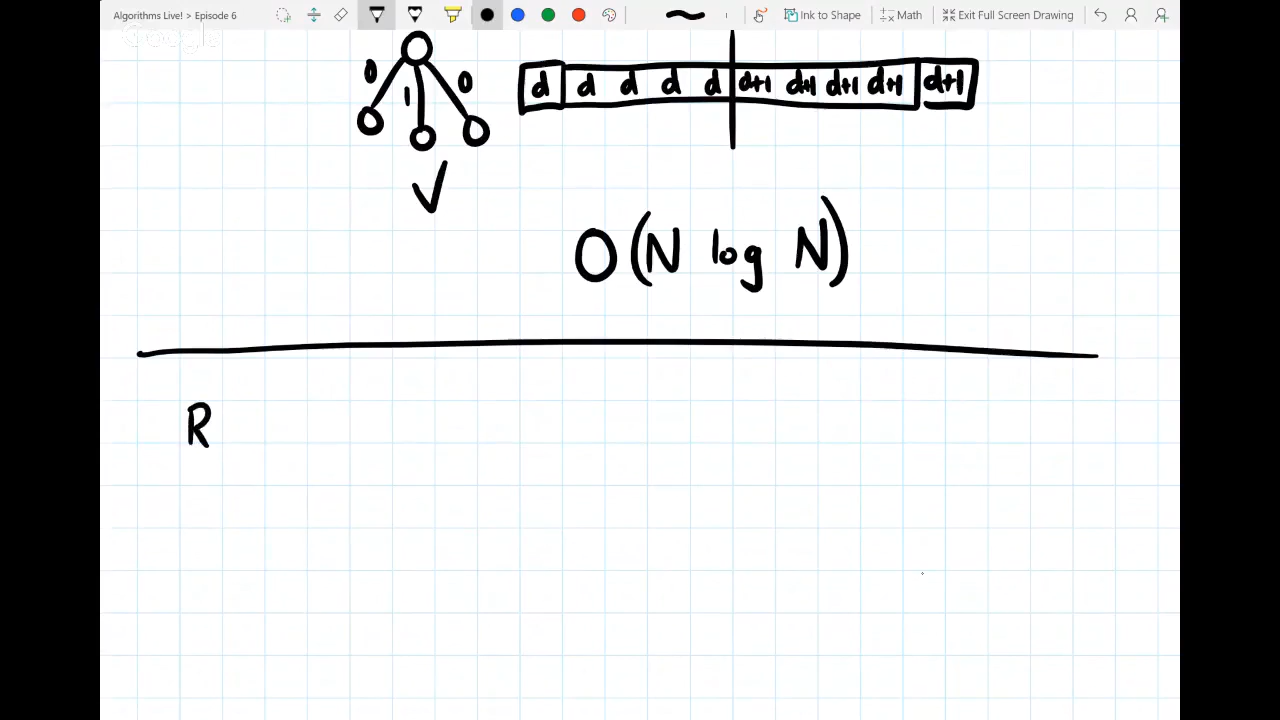 Algorithms Live! > Episode 6
Ink to Shape
Math
Exit Full Screen Drawing
Google
0 1 0
d d d d d d+1 d+1 d+1 d+1 d+1
O(N log N)
R